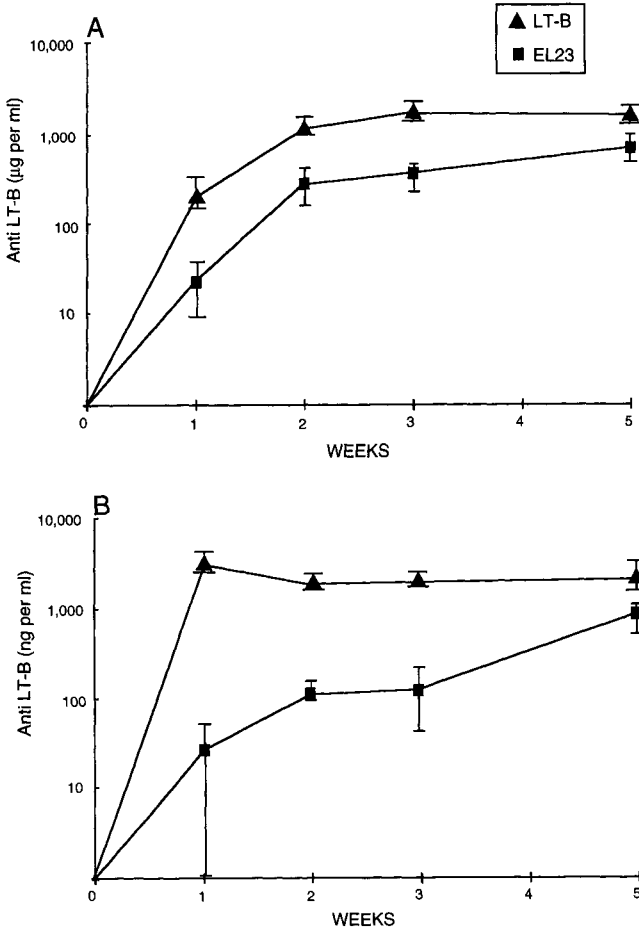 A
LT-B
EL23
10,000
1,000
100
10
Anti LT-B (μg per ml)
0 1 2 3 4 5
WEEKS
B
10,000
1,000
100
10
Anti LT-B (ng per ml)
0 1 2 3 4 5
WEEKS